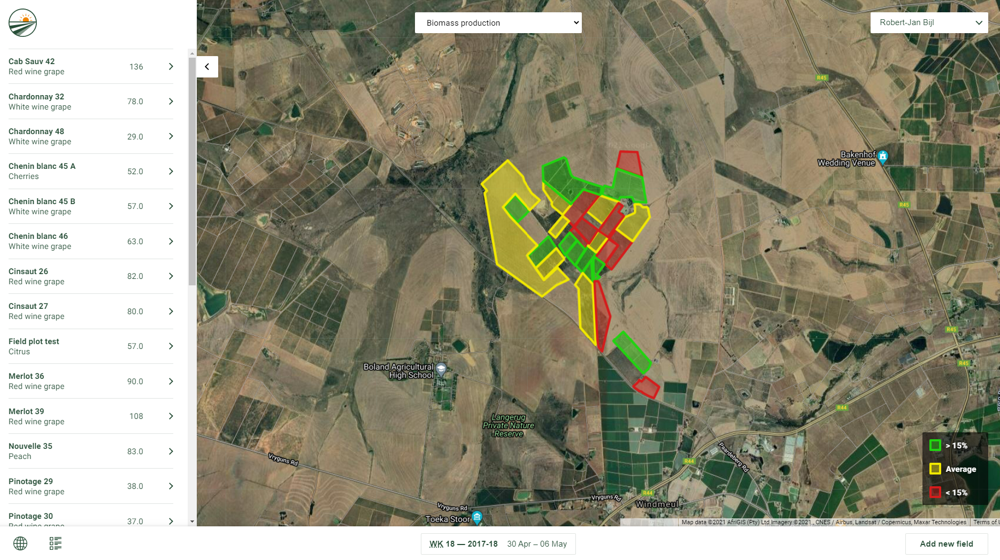 Biomass production
Robert-Jan Bijl
Cab Sauv 42
Red wine grape
136
Chardonnay 32
White wine grape
78.0
Chardonnay 48
White wine grape
29.0
Chenin blanc 45 A
Cherries
52.0
Chenin blanc 45 B
White wine grape
57.0
Chenin blanc 46
White wine grape
63.0
Cinsaut 26
Red wine grape
82.0
Cinsaut 27
Red wine grape
80.0
Field plot test
Citrus
57.0
Merlot 36
Red wine grape
90.0
Merlot 39
Red wine grape
108
Nouvelle 35
Peach
83.0
Pinotage 29
Red wine grape
38.0
Pinotage 30
Red wine grape
37.0
R45
Bakenhof
Wedding Venue
R45
R45
R45
Boland Agricultural
High School
Langerug
Private Nature
Reserve
R44
Paardeberg Rd
R44
Vryguns Rd
R44
Vryguns Rd
Vryguns Rd
Windmeul
Toeka Stoor
> 15%
Average
< 15%
Map data ©2021 AfriGIS (Pty) Ltd Imagery ©2021 , CNES / Airbus, Landsat / Copernicus, Maxar Technologies
Terms of U
WK 18 — 2017-18 30 Apr – 06 May
Add new field